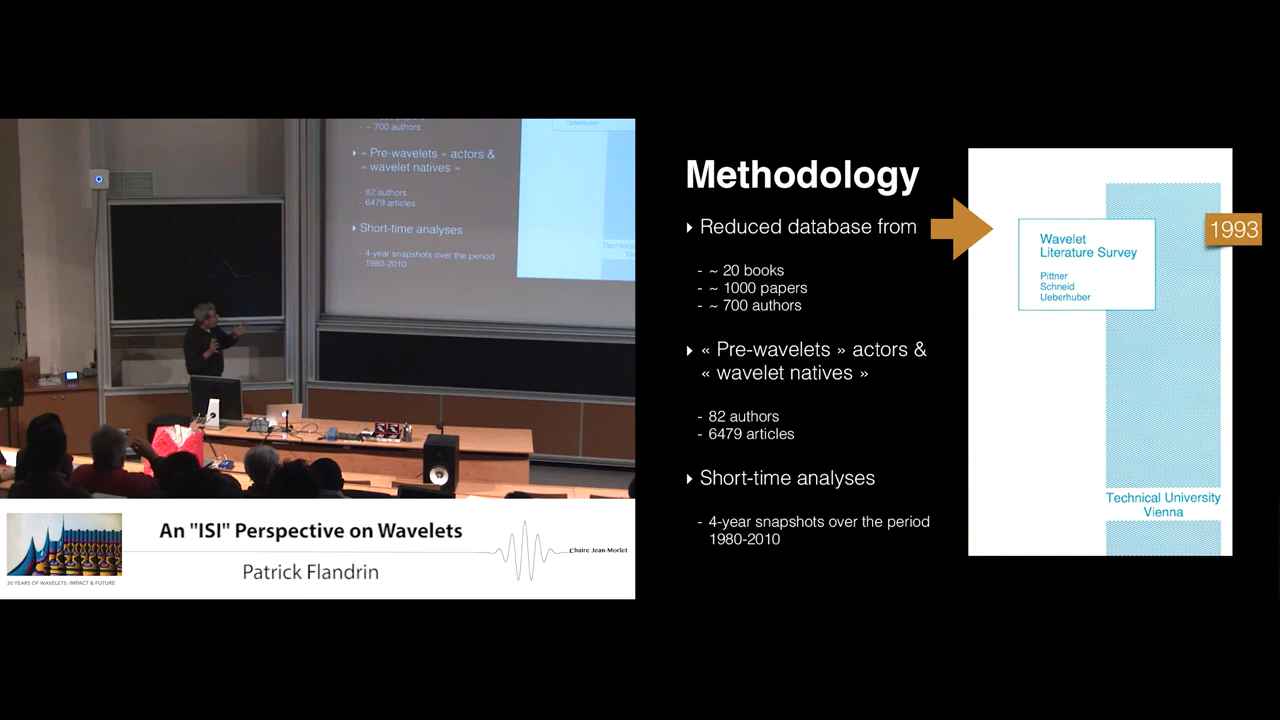 ~ 700 authors
« Pre-wavelets » actors &
« wavelet natives »
82 authors
6479 articles
Short-time analyses
4-year snapshots over the period
1980-2010
Technical
An "ISI" Perspective on Wavelets
Patrick Flandrin
Chaire Jean-Morlet
30 YEARS OF WAVELETS: IMPACT & FUTURE
Methodology
Reduced database from
- ~ 20 books
- ~ 1000 papers
- ~ 700 authors
« Pre-wavelets » actors &
« wavelet natives »
- 82 authors
- 6479 articles
Short-time analyses
- 4-year snapshots over the period
1980-2010
1993
Wavelet
Literature Survey
Pittner
Schneid
Ueberhuber
Technical University
Vienna